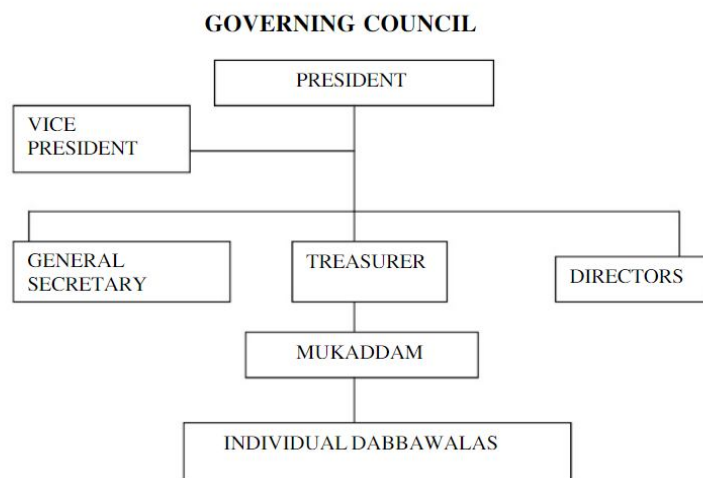 GOVERNING COUNCIL
PRESIDENT
VICE
PRESIDENT
GENERAL
SECRETARY
TREASURER
DIRECTORS
MUKADDAM
INDIVIDUAL DABBAWALAS